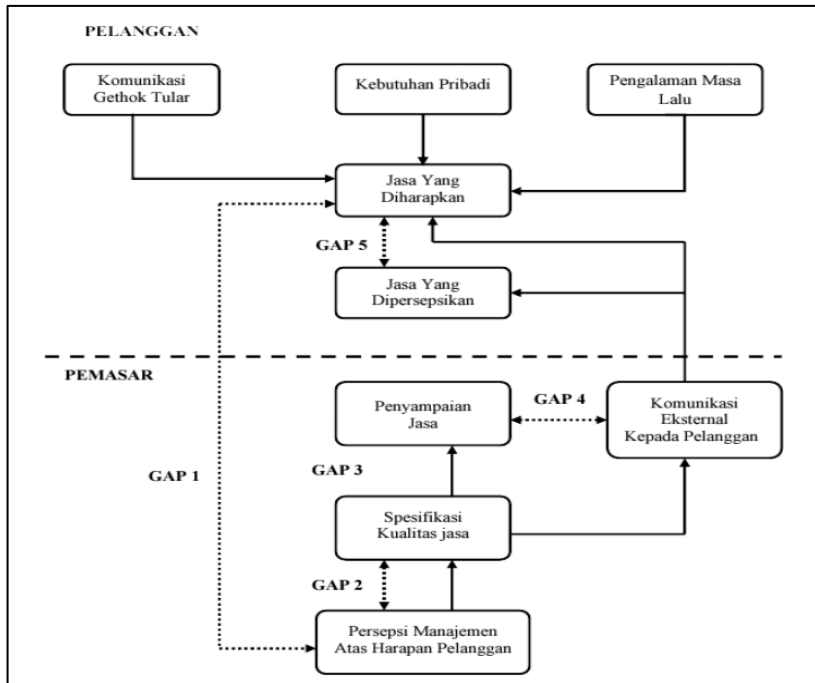 PELANGGAN
Komunikasi
Gethok Tular
Kebutuhan Pribadi
Pengalaman Masa
Lalu
Jasa Yang
Diharapkan
GAP 5
Jasa Yang
Dipersepsikan
PEMASAR
Penyampaian
Jasa
GAP 4
Komunikasi
Eksternal
Kepada Pelanggan
GAP 1
GAP 3
Spesifikasi
Kualitas jasa
GAP 2
Persepsi Manajemen
Atas Harapan Pelanggan